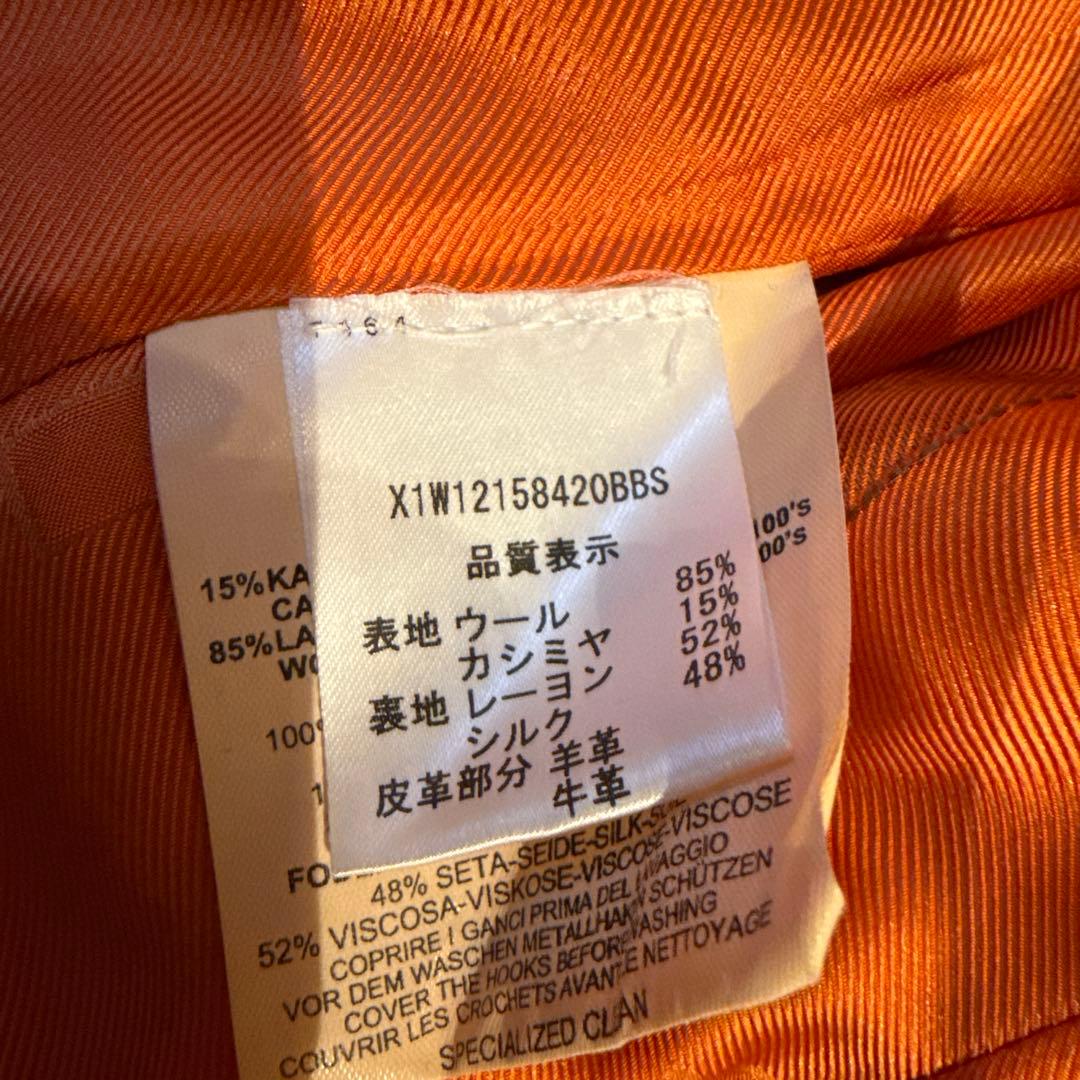 X1W12158420BBS
品質表示
表地 ウール 85%
カシミヤ 15%
裏地 レーヨン 52%
シルク 48%
皮革部分 羊革
牛革
100's
00's
15%KA
CA
85%LA
WO
100%
FO
48% SETA-SEIDE-SILK-
52% VISCOSA-VISKOSE-VISCOSE-VISCOSE
COPRIRE I GANCI PRIMA DEL LAVAGGIO
VOR DEM WASCHEN METALLHAKEN SCHÜTZEN
COVER THE HOOKS BEFORE WASHING
COUVRIR LES CROCHETS AVANT LE NETTOYAGE
SPECIALIZED CLEAN